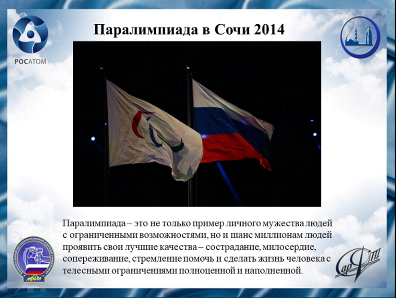 Паралимпиада в Сочи 2014
РОСАТОМ
Паралимпиада – это не только пример личного мужества людей
с ограниченными возможностями, но и шанс миллионам людей
проявить свои лучшие качества – сострадание, милосердие,
сопереживание, стремление помочь и сделать жизнь человека с
телесными ограничениями полноценной и наполненной.